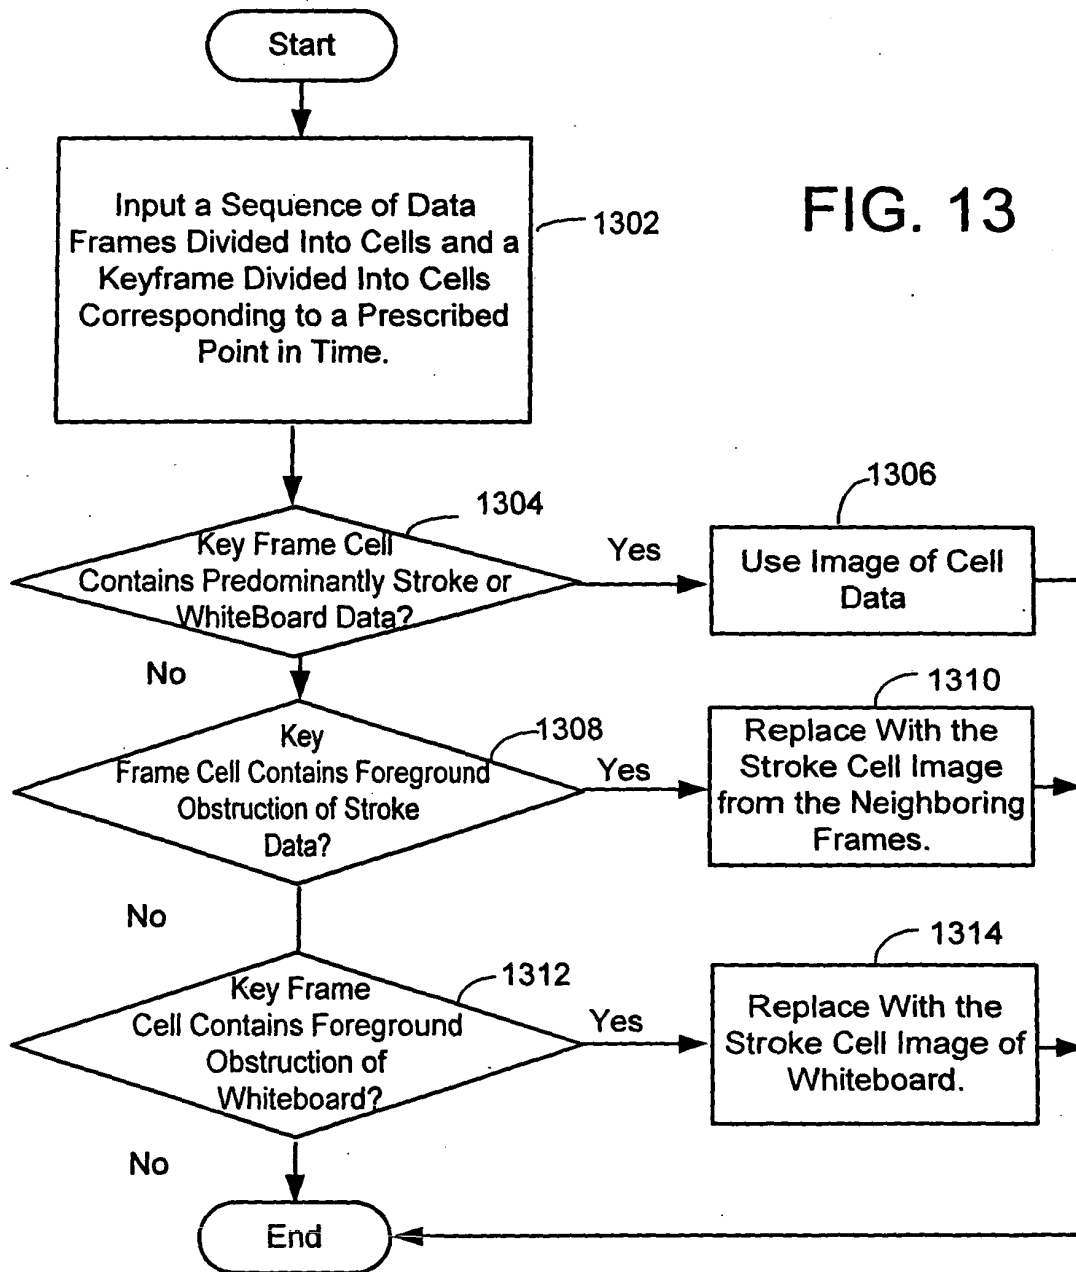 Start
Input a Sequence of Data
Frames Divided Into Cells and a
Keyframe Divided Into Cells
Corresponding to a Prescribed
Point in Time.
1302
FIG. 13
1304
Key Frame Cell
Contains Predominantly Stroke or
WhiteBoard Data?
Yes
1306
Use Image of Cell
Data
No
1308
Key
Frame Cell Contains Foreground
Obstruction of Stroke
Data?
Yes
1310
Replace With the
Stroke Cell Image
from the Neighboring
Frames.
No
1312
Key Frame
Cell Contains Foreground
Obstruction of
Whiteboard?
Yes
1314
Replace With the
Stroke Cell Image of
Whiteboard.
No
End